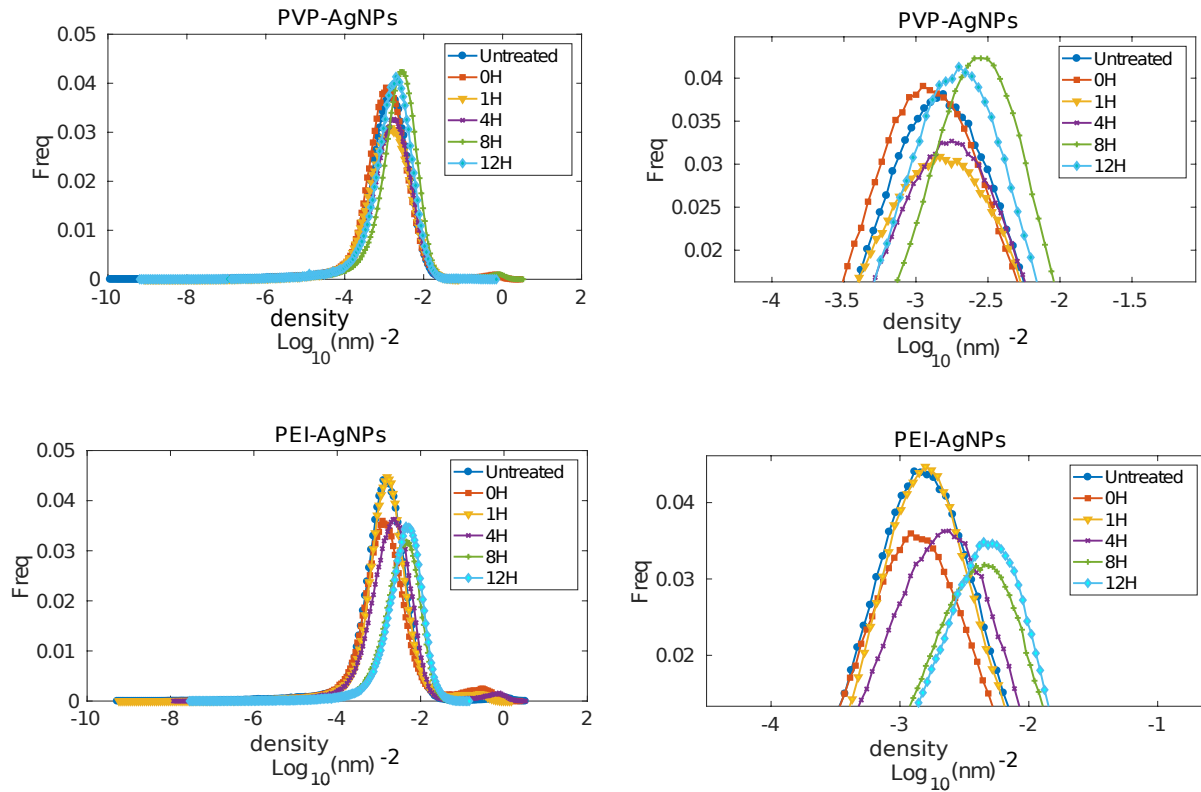 PVP-AgNPs
0.05
0.04
0.03
0.02
0.01
0
Freq
-10 -8 -6 -4 -2 0 2
density
Log10(nm) -2
Untreated
0H
1H
4H
8H
12H
PVP-AgNPs
0.04
0.035
0.03
0.025
0.02
Freq
-4 -3.5 -3 -2.5 -2 -1.5
density
Log10(nm) -2
Untreated
0H
1H
4H
8H
12H
PEI-AgNPs
0.05
0.04
0.03
0.02
0.01
0
Freq
-10 -8 -6 -4 -2 0 2
density
Log10(nm) -2
Untreated
0H
1H
4H
8H
12H
PEI-AgNPs
0.04
0.03
0.02
Freq
-4 -3 -2 -1
density
Log10(nm) -2
Untreated
0H
1H
4H
8H
12H